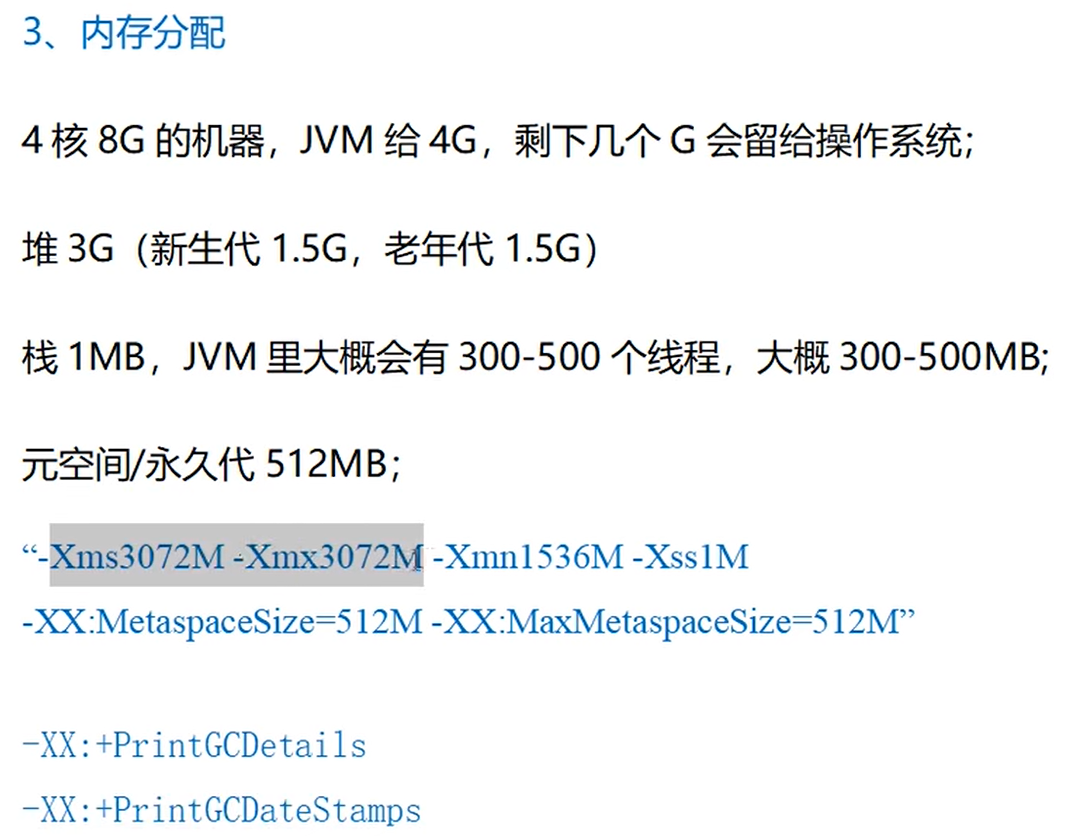 3、内存分配
4 核 8G 的机器，JVM 给 4G，剩下几个 G 会留给操作系统；
堆 3G（新生代 1.5G，老年代 1.5G）
栈 1MB，JVM 里大概会有 300-500 个线程，大概 300-500MB;
元空间/永久代 512MB；
“-Xms3072M -Xmx3072M -Xmn1536M -Xss1M
-XX:MetaspaceSize=512M -XX:MaxMetaspaceSize=512M”
-XX:+PrintGCDetails
-XX:+PrintGCDateStamps